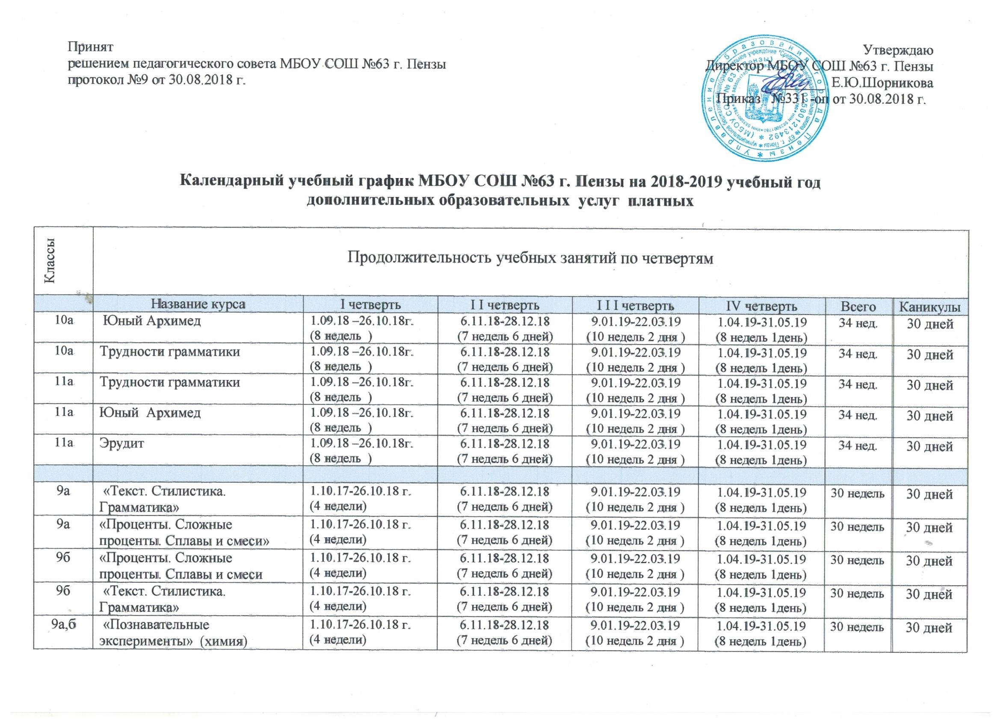 Принят
решением педагогического совета МБОУ СОШ №63 г. Пензы
протокол №9 от 30.08.2018 г.
Утверждаю
Директор МБОУ СОШ №63 г. Пензы
Е.Ю.Шорникова
Приказ №331 -оп от 30.08.2018 г.
Управление образования города Пензы
1025801213492 * (МБОУ СОШ № 63 г. Пензы) *
Календарный учебный график МБОУ СОШ №63 г. Пензы на 2018-2019 учебный год
дополнительных образовательных услуг платных
Классы
Продолжительность учебных занятий по четвертям
Название курса I четверть I I четверть I I I четверть IV четверть Всего Каникулы
10а Юный Архимед 1.09.18 –26.10.18г. 6.11.18-28.12.18 9.01.19-22.03.19 1.04.19-31.05.19 34 нед. 30 дней
(8 недель ) (7 недель 6 дней) (10 недель 2 дня ) (8 недель 1день)
10а Трудности грамматики 1.09.18 –26.10.18г. 6.11.18-28.12.18 9.01.19-22.03.19 1.04.19-31.05.19 34 нед. 30 дней
(8 недель ) (7 недель 6 дней) (10 недель 2 дня ) (8 недель 1день)
11а Трудности грамматики 1.09.18 –26.10.18г. 6.11.18-28.12.18 9.01.19-22.03.19 1.04.19-31.05.19 34 нед. 30 дней
(8 недель ) (7 недель 6 дней) (10 недель 2 дня ) (8 недель 1день)
11а Юный Архимед 1.09.18 –26.10.18г. 6.11.18-28.12.18 9.01.19-22.03.19 1.04.19-31.05.19 34 нед. 30 дней
(8 недель ) (7 недель 6 дней) (10 недель 2 дня ) (8 недель 1день)
11а Эрудит 1.09.18 –26.10.18г. 6.11.18-28.12.18 9.01.19-22.03.19 1.04.19-31.05.19 34 нед. 30 дней
(8 недель ) (7 недель 6 дней) (10 недель 2 дня ) (8 недель 1день)
9а «Текст. Стилистика. 1.10.17-26.10.18 г. 6.11.18-28.12.18 9.01.19-22.03.19 1.04.19-31.05.19 30 недель 30 дней
Грамматика» (4 недели) (7 недель 6 дней) (10 недель 2 дня ) (8 недель 1день)
9а «Проценты. Сложные 1.10.17-26.10.18 г. 6.11.18-28.12.18 9.01.19-22.03.19 1.04.19-31.05.19 30 недель 30 дней
проценты. Сплавы и смеси» (4 недели) (7 недель 6 дней) (10 недель 2 дня ) (8 недель 1день)
9б «Проценты. Сложные 1.10.17-26.10.18 г. 6.11.18-28.12.18 9.01.19-22.03.19 1.04.19-31.05.19 30 недель 30 дней
проценты. Сплавы и смеси (4 недели) (7 недель 6 дней) (10 недель 2 дня ) (8 недель 1день)
9б «Текст. Стилистика. 1.10.17-26.10.18 г. 6.11.18-28.12.18 9.01.19-22.03.19 1.04.19-31.05.19 30 недель 30 дней
Грамматика» (4 недели) (7 недель 6 дней) (10 недель 2 дня ) (8 недель 1день)
9а,б «Познавательные 1.10.17-26.10.18 г. 6.11.18-28.12.18 9.01.19-22.03.19 1.04.19-31.05.19 30 недель 30 дней
эксперименты» (химия) (4 недели) (7 недель 6 дней) (10 недель 2 дня ) (8 недель 1день)